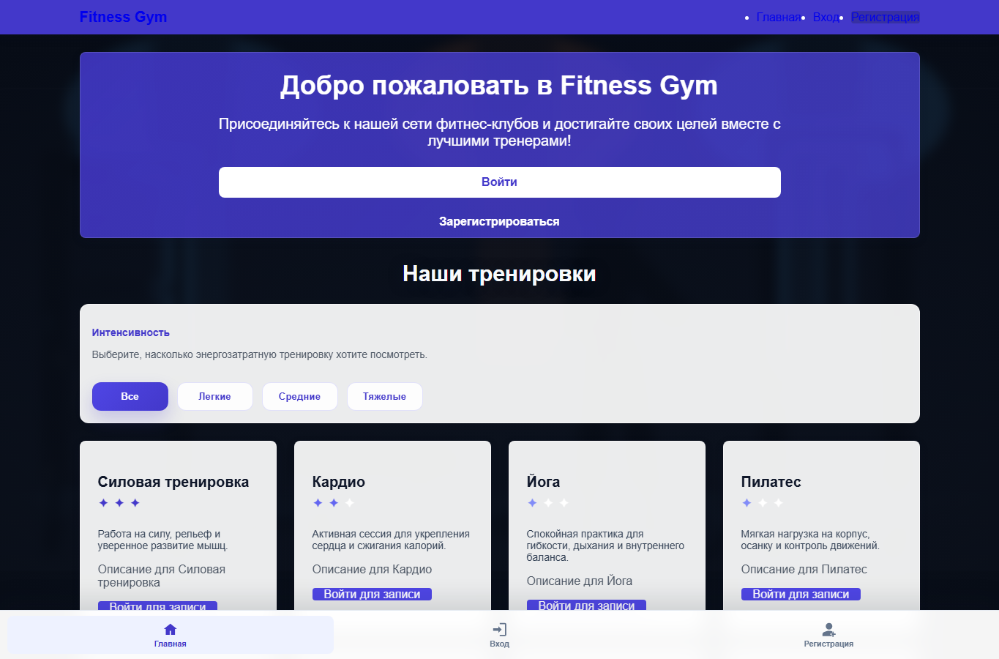 Fitness Gym
Главная
Вход
Регистрация
Добро пожаловать в Fitness Gym
Присоединяйтесь к нашей сети фитнес-клубов и достигайте своих целей вместе с
лучшими тренерами!
Войти
Зарегистрироваться
Наши тренировки
Интенсивность
Выберите, насколько энергозатратную тренировку хотите посмотреть.
Все
Легкие
Средние
Тяжелые
Силовая тренировка
Работа на силу, рельеф и
уверенное развитие мышц.
Описание для Силовая
тренировка
Войти для записи
Кардио
Активная сессия для укрепления
сердца и сжигания калорий.
Описание для Кардио
Войти для записи
Йога
Спокойная практика для
гибкости, дыхания и внутреннего
баланса.
Описание для Йога
Войти для записи
Пилатес
Мягкая нагрузка на корпус,
осанку и контроль движений.
Описание для Пилатес
Войти для записи
Главная
Вход
Регистрация